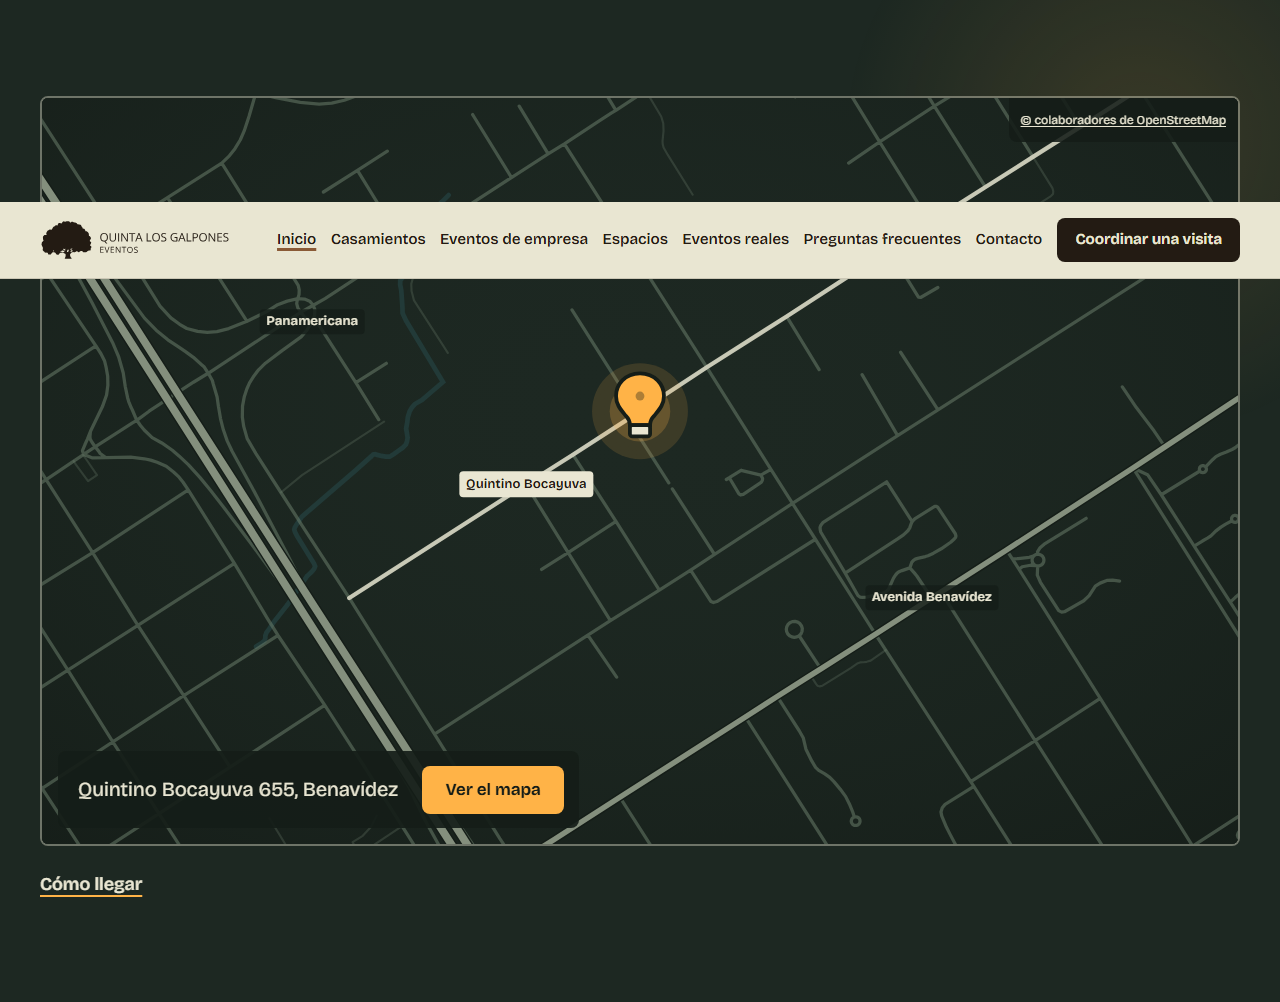 © colaboradores de OpenStreetMap
QUINTA LOS GALPONES
EVENTOS
Inicio Casamientos Eventos de empresa Espacios Eventos reales Preguntas frecuentes Contacto Coordinar una visita
Panamericana
Quintino Bocayuva
Avenida Benavídez
Quintino Bocayuva 655, Benavídez Ver el mapa
Cómo llegar